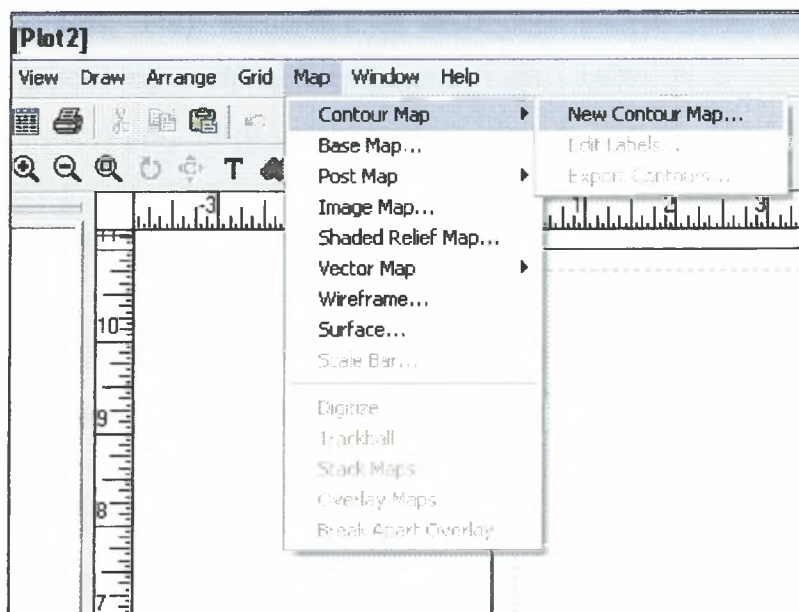 [Plot2]
View Draw Arrange Grid Map Window Help
T
Contour Map
New Contour Map...
Base Map...
Edit Labels...
Post Map
Export Contours...
Image Map...
Shaded Relief Map...
Vector Map
Wireframe...
Surface...
Scale Bar...
Digitize
Trackball
Stack Maps
Overlay Maps
Break Apart Overlay
-3 1 2 3
11
10
9
8
7